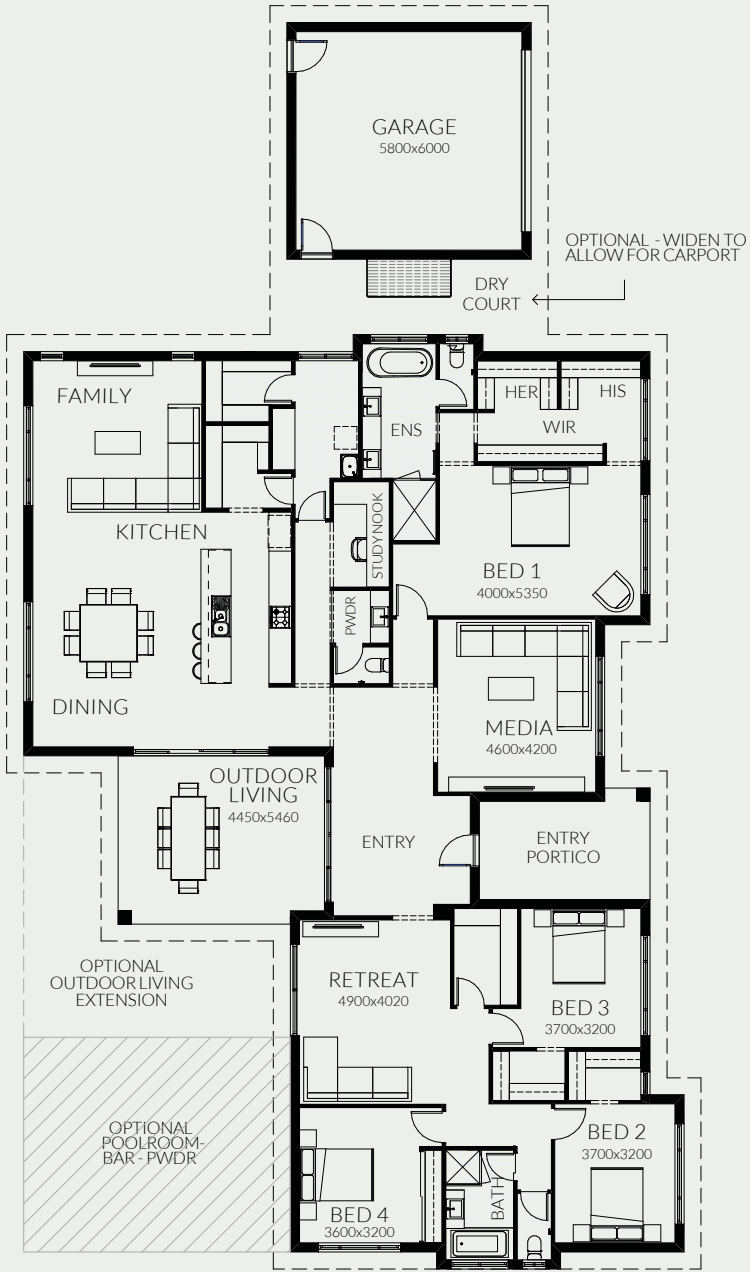 GARAGE
5800x6000
OPTIONAL - WIDEN TO
ALLOW FOR CARPORT
DRY
COURT
FAMILY
HER
HIS
WIR
ENS
KITCHEN
STUDY NOOK
BED 1
4000x5350
PWDR
DINING
MEDIA
4600x4200
OUTDOOR
LIVING
4450x5460
ENTRY
ENTRY
PORTICO
OPTIONAL
OUTDOOR LIVING
EXTENSION
RETREAT
4900x4020
BED 3
3700x3200
OPTIONAL
POOLROOM-
BAR - PWDR
BED 2
3700x3200
BATH
BED 4
3600x3200